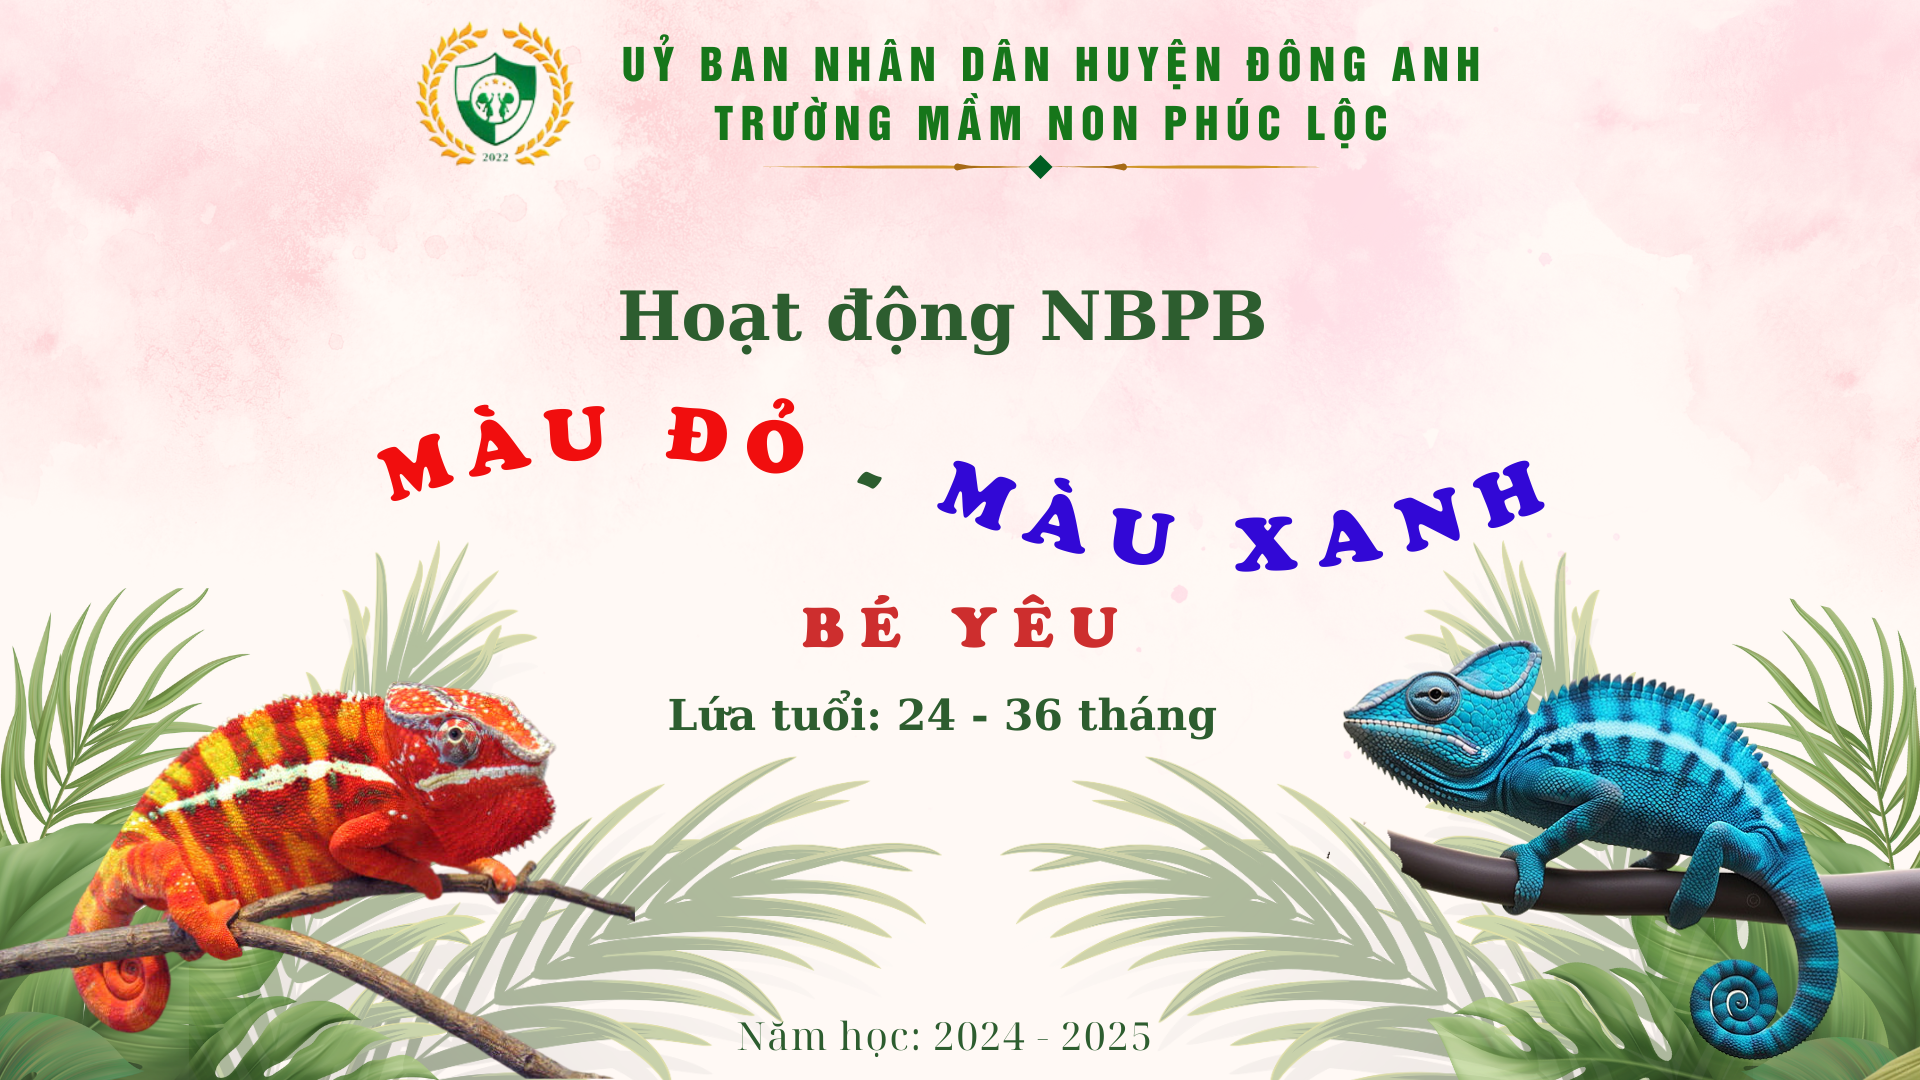 UỶ BAN NHÂN DÂN HUYỆN ĐÔNG ANH
TRƯỜNG MẦM NON PHÚC LỘC
2022
Hoạt động NBPB
MÀU ĐỎ - MÀU XANH
BÉ YÊU
Lứa tuổi: 24 - 36 tháng
Năm học: 2024 - 2025